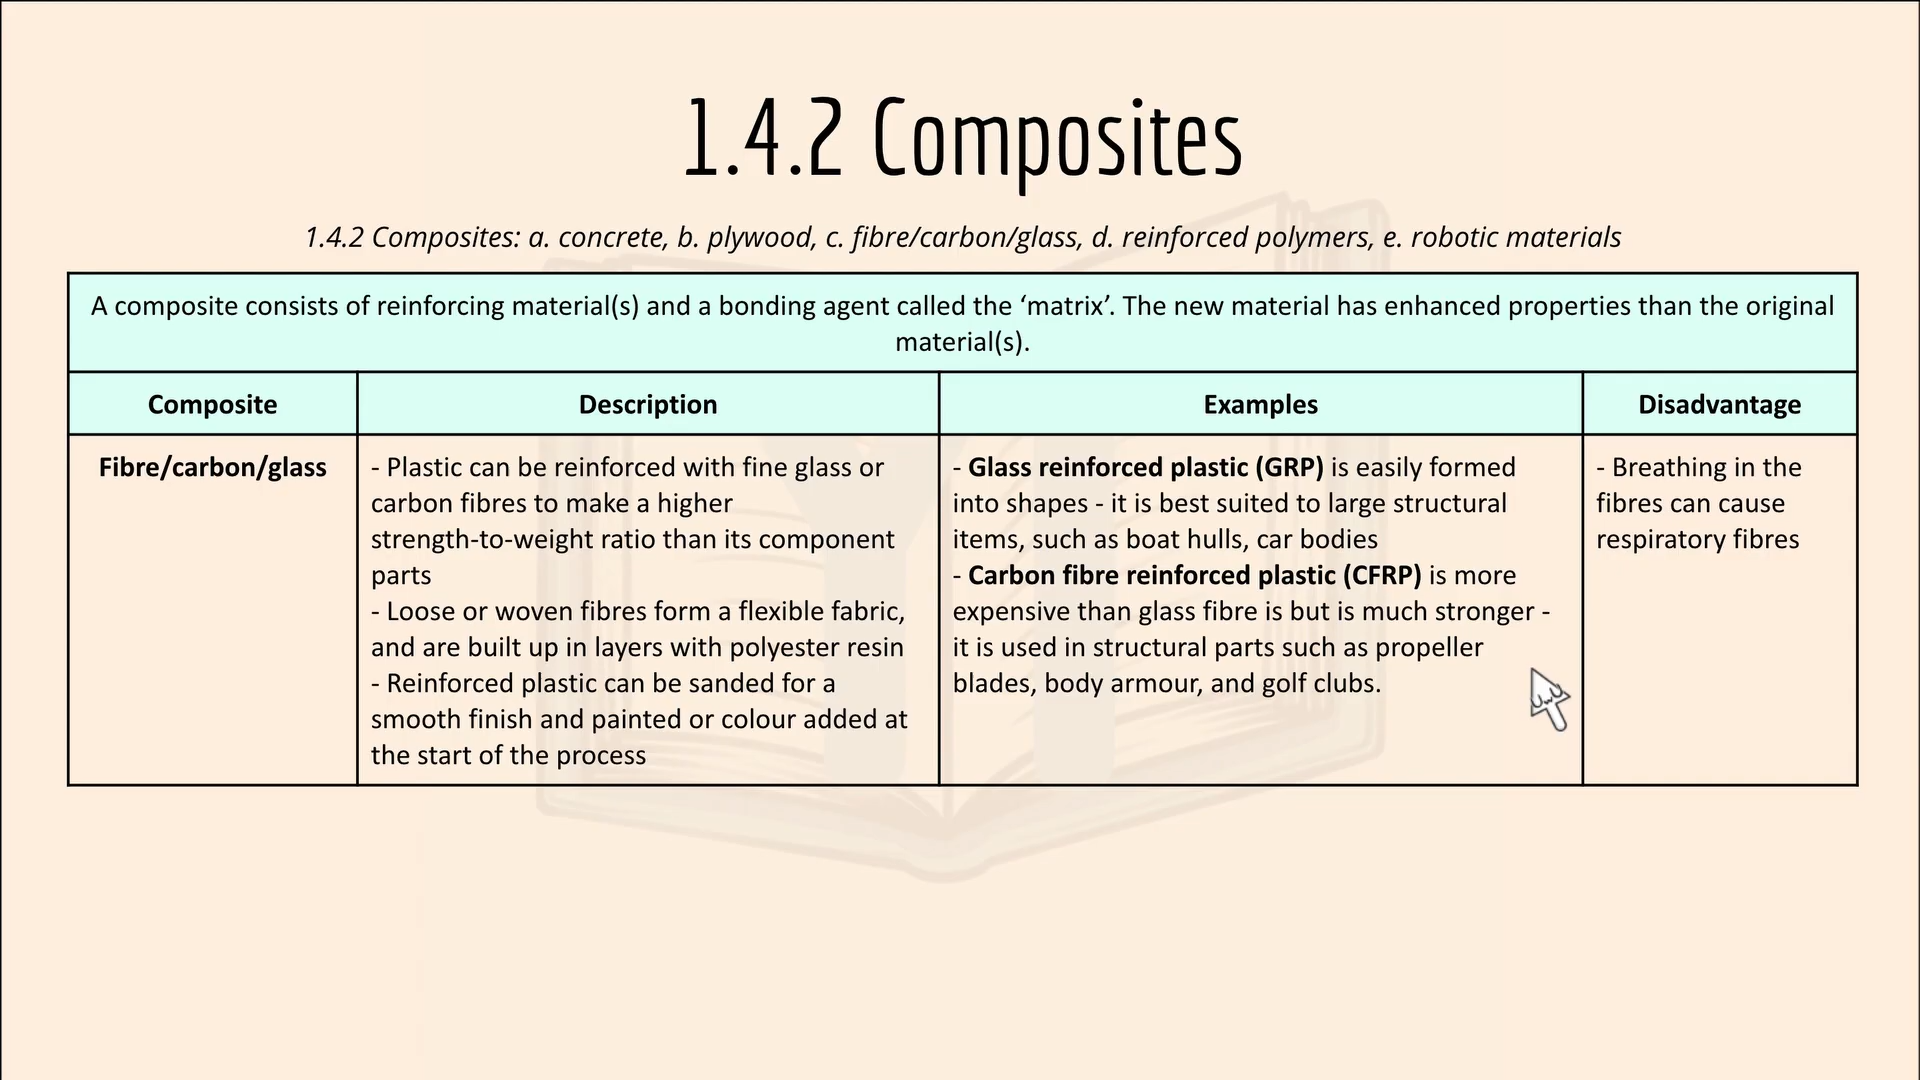 1.4.2 Composites
1.4.2 Composites: a. concrete, b. plywood, c. fibre/carbon/glass, d. reinforced polymers, e. robotic materials
A composite consists of reinforcing material(s) and a bonding agent called the ‘matrix’. The new material has enhanced properties than the original
material(s).
Composite
Description
Examples
Disadvantage
Fibre/carbon/glass
- Plastic can be reinforced with fine glass or
carbon fibres to make a higher
strength-to-weight ratio than its component
parts
- Loose or woven fibres form a flexible fabric,
and are built up in layers with polyester resin
- Reinforced plastic can be sanded for a
smooth finish and painted or colour added at
the start of the process
- Glass reinforced plastic (GRP) is easily formed
into shapes - it is best suited to large structural
items, such as boat hulls, car bodies
- Carbon fibre reinforced plastic (CFRP) is more
expensive than glass fibre is but is much stronger -
it is used in structural parts such as propeller
blades, body armour, and golf clubs.
- Breathing in the
fibres can cause
respiratory fibres